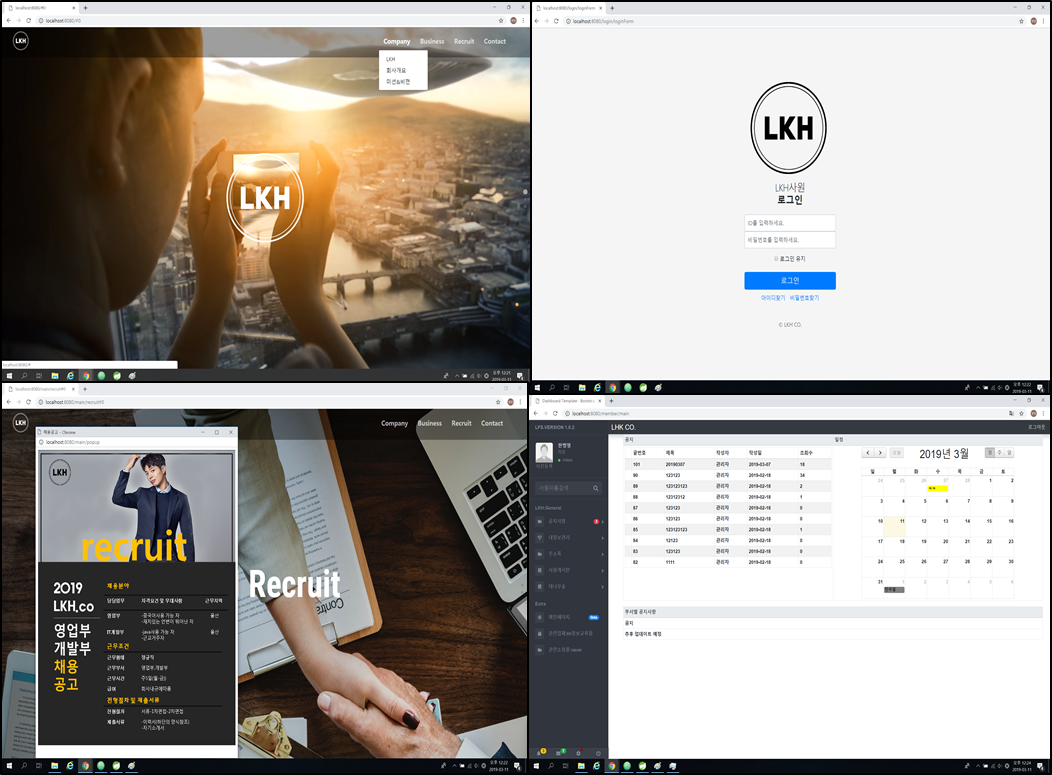 localhost:8080/#0
localhost:8080/#0
LKH
Company Business Recruit Contact
LKH
회사개요
미션&비전
LKH
localhost:8080/#
오후 12:21
2019-03-11
localhost:8080/login/loginForm
localhost:8080/login/loginForm
LKH
LKH사원
로그인
ID를 입력하세요.
비밀번호를 입력하세요.
로그인 유지
로그인
아이디찾기 비밀번호찾기
© LKH CO.
오후 12:22
2019-03-11
localhost:8080/main/recruit#0
localhost:8080/main/recruit#0
LKH
Company Business Recruit Contact
채용공고 - Chrome
localhost:8080/main/popup
LKH
recruit
2019
LKH,co
영업부
개발부
채용
공고
채용분야
담당업무 자격요건 및 우대사항 근무지역
영업부 -중국어사용 가능 자 울산
-재치있는 언변이 뛰어난 자
IT개발부 -java사용 가능 자 울산
-근교거주자
근무조건
근무형태 정규직
근무부서 영업부,개발부
근무시간 주5일(월-금)
급여 회사내규에따름
전형절차 및 제출서류
전형절차 서류-1차면접-2차면접
제출서류 -이력서(하단의 양식참조)
-자기소개서
Recruit
오후 12:22
2019-03-11
localhost:8080/member/main
LFS.VERSION 1.0.2
LKH CO.
로그아웃
LKH General
공지사항
주소록
Extra
Beta
공지
글번호 제목 작성자 작성일 조회수
101 20190307 관리자 2019-03-07 18
90 123123 관리자 2019-02-18 34
89 123123123 관리자 2019-02-18 2
88 12312312 관리자 2019-02-18 1
87 123123 관리자 2019-02-18 0
86 123123 관리자 2019-02-18 0
85 123123123 관리자 2019-02-18 1
84 12123 관리자 2019-02-18 0
83 123123 관리자 2019-02-18 0
82 1111 관리자 2019-02-18 0
일정
2019년 3월
월 주 일
일 월 화 수 목 금 토
24 25 26 27 28 1 2
3 4 5 6 7 8 9
10 11 12 13 14 15 16
17 18 19 20 21 22 23
24 25 26 27 28 29 30
31 1 2 3 4 5 6
부서별 공지사항
공지
추후 업데이트 예정
오후 12:24
2019-03-11